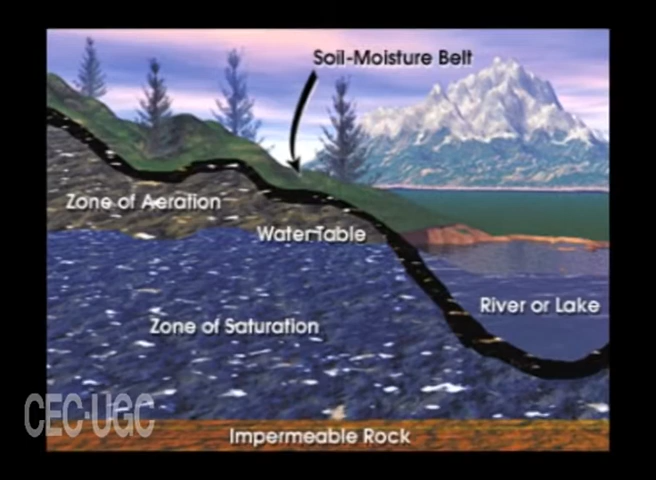 Soil-Moisture Belt
Zone of Aeration
Water Table
River or Lake
Zone of Saturation
CEC-UGC
Impermeable Rock